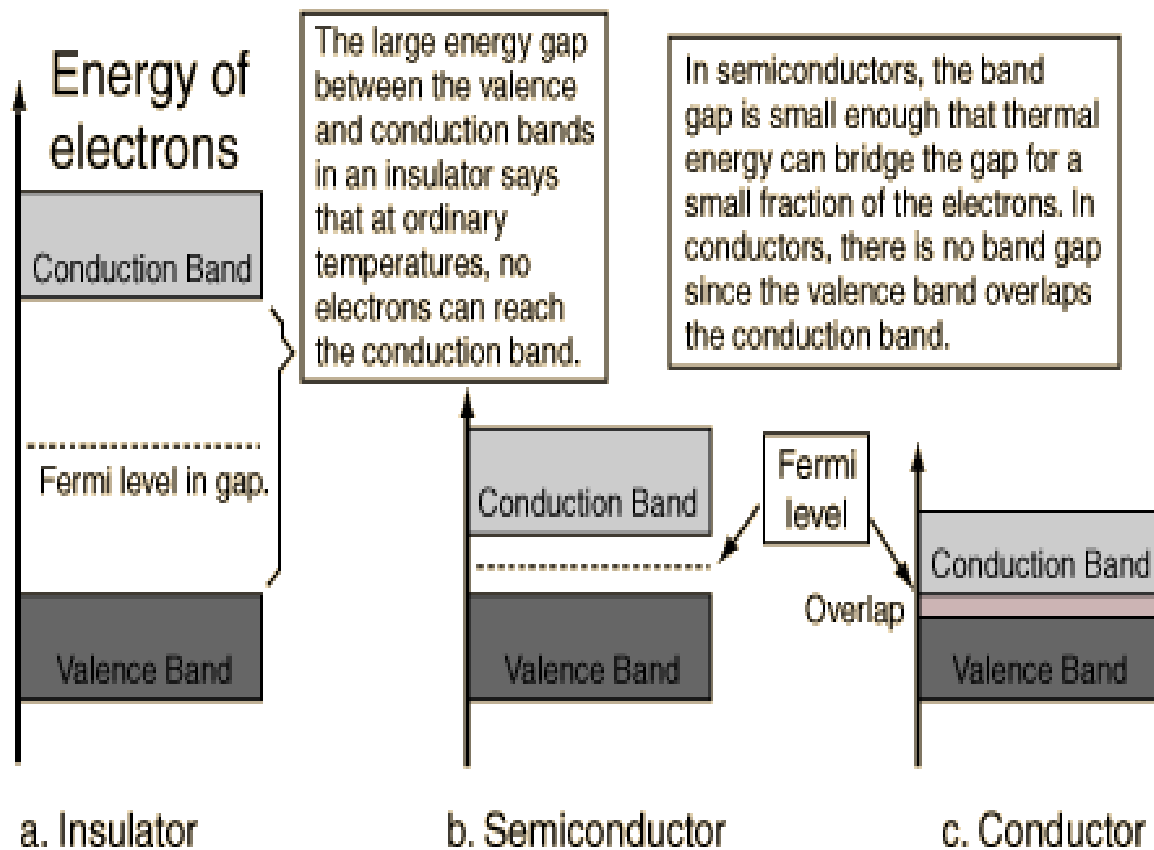 Energy of
electrons
The large energy gap
between the valence
and conduction bands
in an insulator says
that at ordinary
temperatures, no
electrons can reach
the conduction band.
In semiconductors, the band
gap is small enough that thermal
energy can bridge the gap for a
small fraction of the electrons. In
conductors, there is no band gap
since the valence band overlaps
the conduction band.
Conduction Band
Fermi level in gap.
Valence Band
Conduction Band
Valence Band
Fermi
level
Conduction Band
Overlap
Valence Band
a. Insulator
b. Semiconductor
c. Conductor